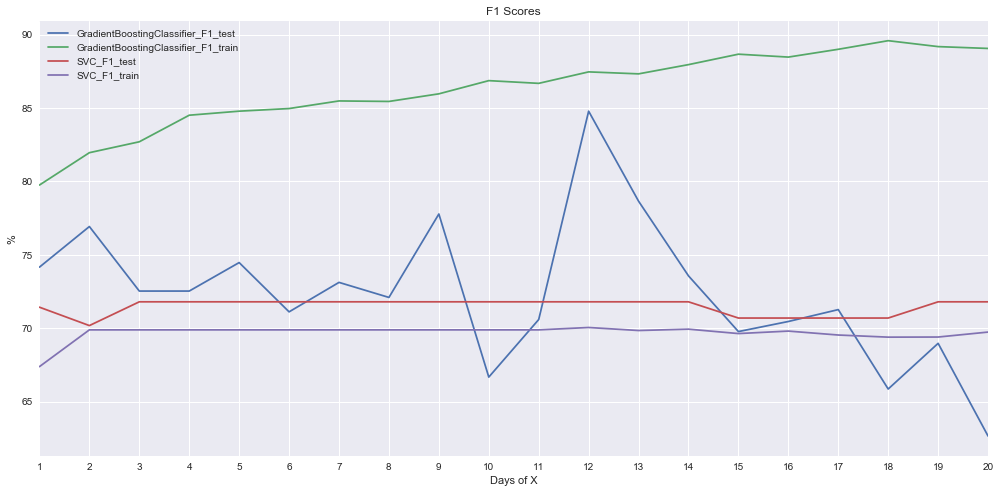 F1 Scores
GradientBoostingClassifier_F1_test
GradientBoostingClassifier_F1_train
SVC_F1_test
SVC_F1_train
90
85
80
75
70
65
%
1 2 3 4 5 6 7 8 9 10 11 12 13 14 15 16 17 18 19 20
Days of X